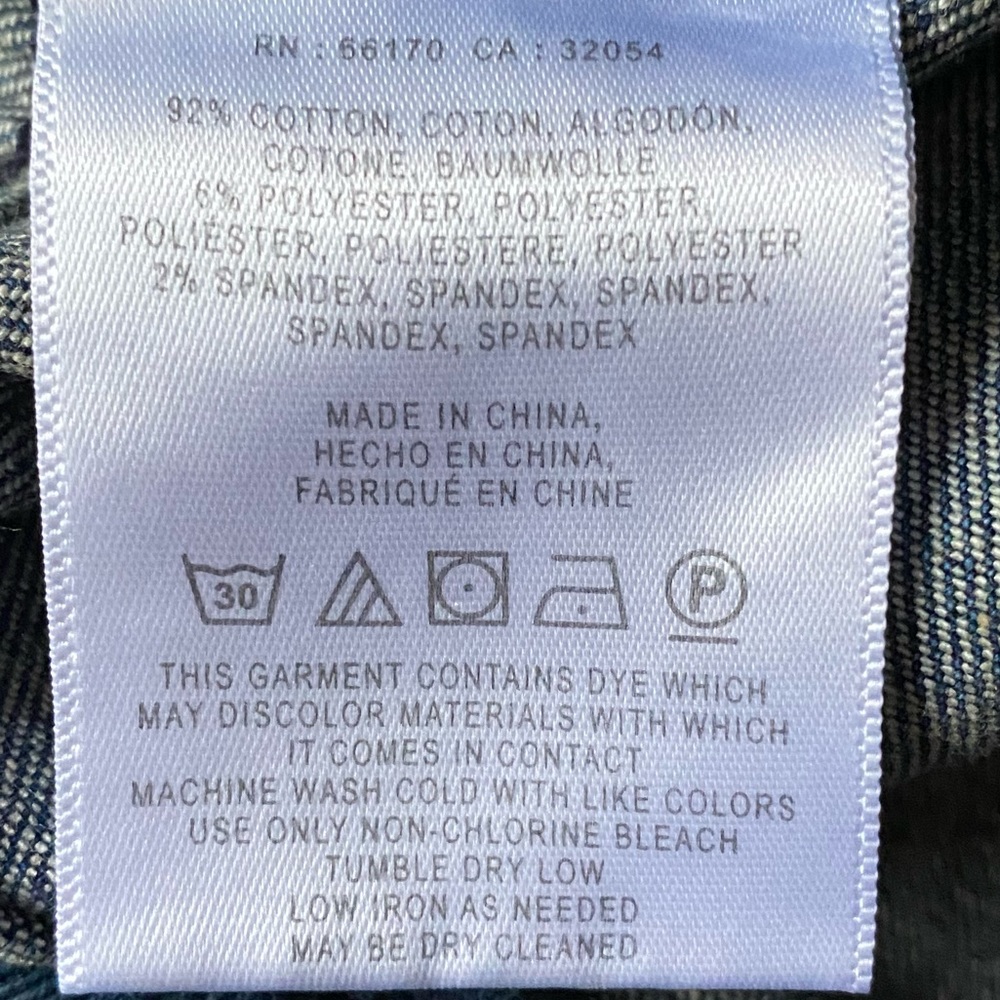 RN : 66170 CA : 32054
92% COTTON, COTON, ALGODÓN,
COTONE, BAUMWOLLE
6% POLYESTER, POLYESTER,
POLIÉSTER, POLIESTERE, POLYESTER
2% SPANDEX, SPANDEX, SPANDEX,
SPANDEX, SPANDEX
MADE IN CHINA,
HECHO EN CHINA,
FABRIQUÉ EN CHINE
30 P
THIS GARMENT CONTAINS DYE WHICH
MAY DISCOLOR MATERIALS WITH WHICH
IT COMES IN CONTACT
MACHINE WASH COLD WITH LIKE COLORS
USE ONLY NON-CHLORINE BLEACH
TUMBLE DRY LOW
LOW IRON AS NEEDED
MAY BE DRY CLEANED